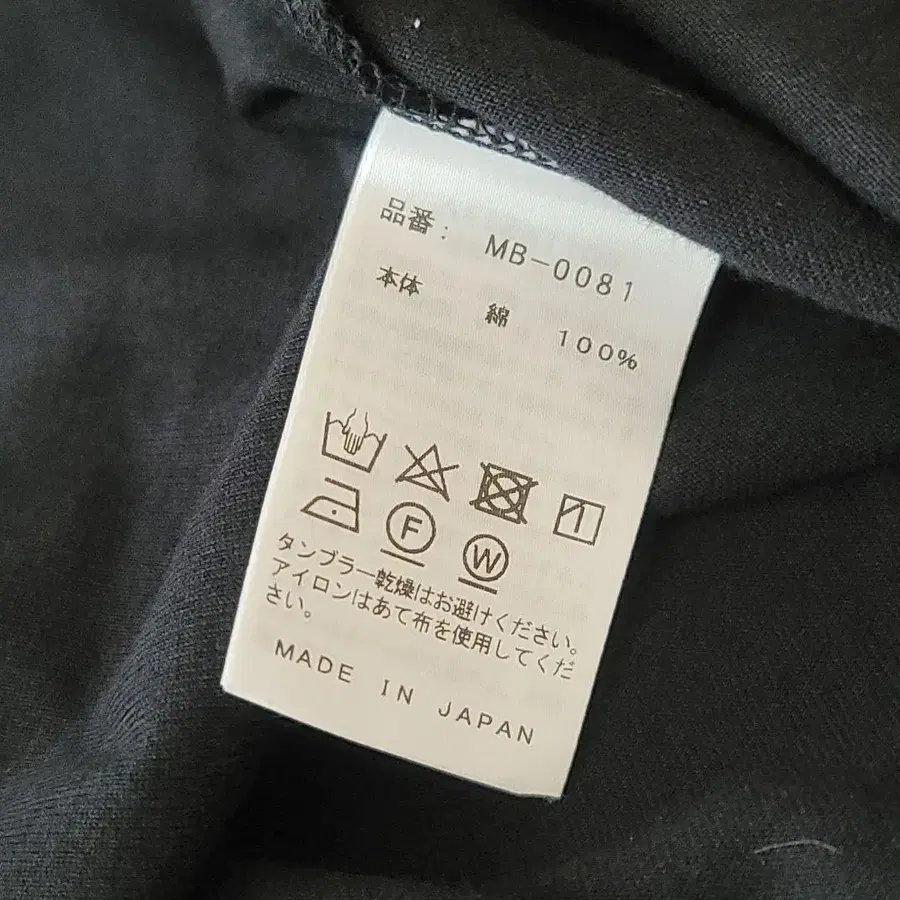 品番: MB-0081
本体 綿 100%
F W
タンブラー乾燥はお避けください。
アイロンはあて布を使用してくだ
さい。
MADE IN JAPAN